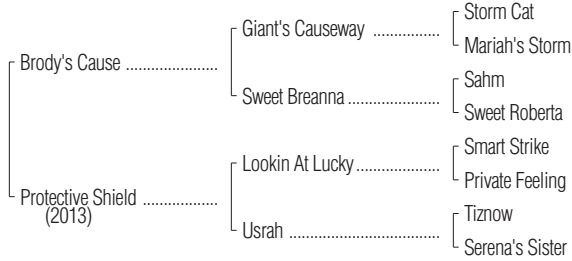 Storm Cat
Giant's Causeway ................
Mariah's Storm
Brody's Cause ......................
Sahm
Sweet Breanna ......................
Sweet Roberta
Smart Strike
Lookin At Lucky ....................
Private Feeling
Protective Shield ..................
(2013)
Tiznow
Usrah ....................................
Serena's Sister